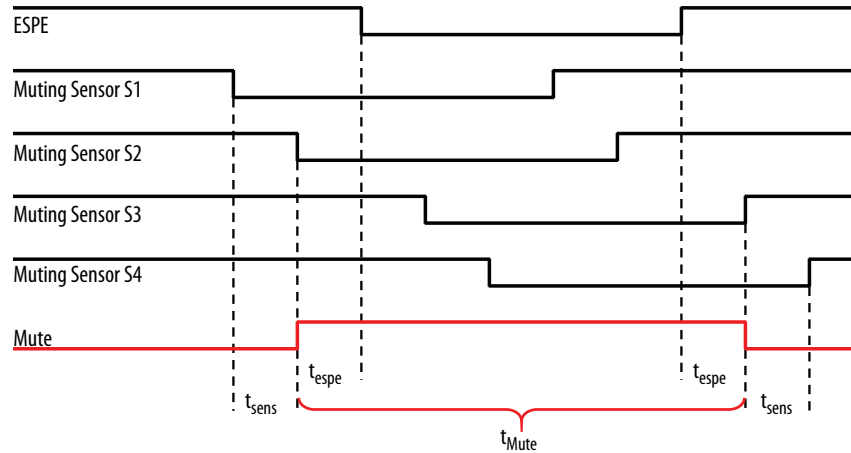 ESPE
Muting Sensor S1
Muting Sensor S2
Muting Sensor S3
Muting Sensor S4
Mute
tespe
tespe
tsens
tsens
tMute